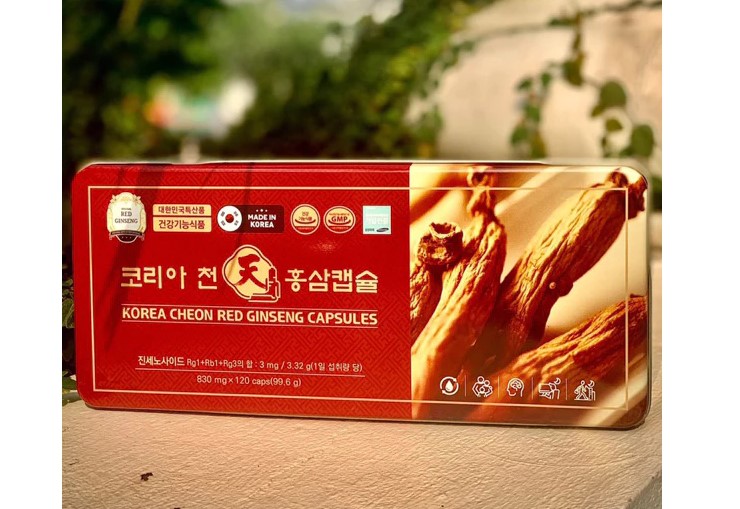 RED
GINSENG
대한민국특산품
건강기능식품
MADE IN
KOREA
GMP
코리아 천 天 홍삼캡슐
KOREA CHEON RED GINSENG CAPSULES
진세노사이드 Rg1+Rb1+Rg3의 합 : 3 mg / 3.32 g(1일 섭취량 당)
830 mg×120 caps(99.6 g)